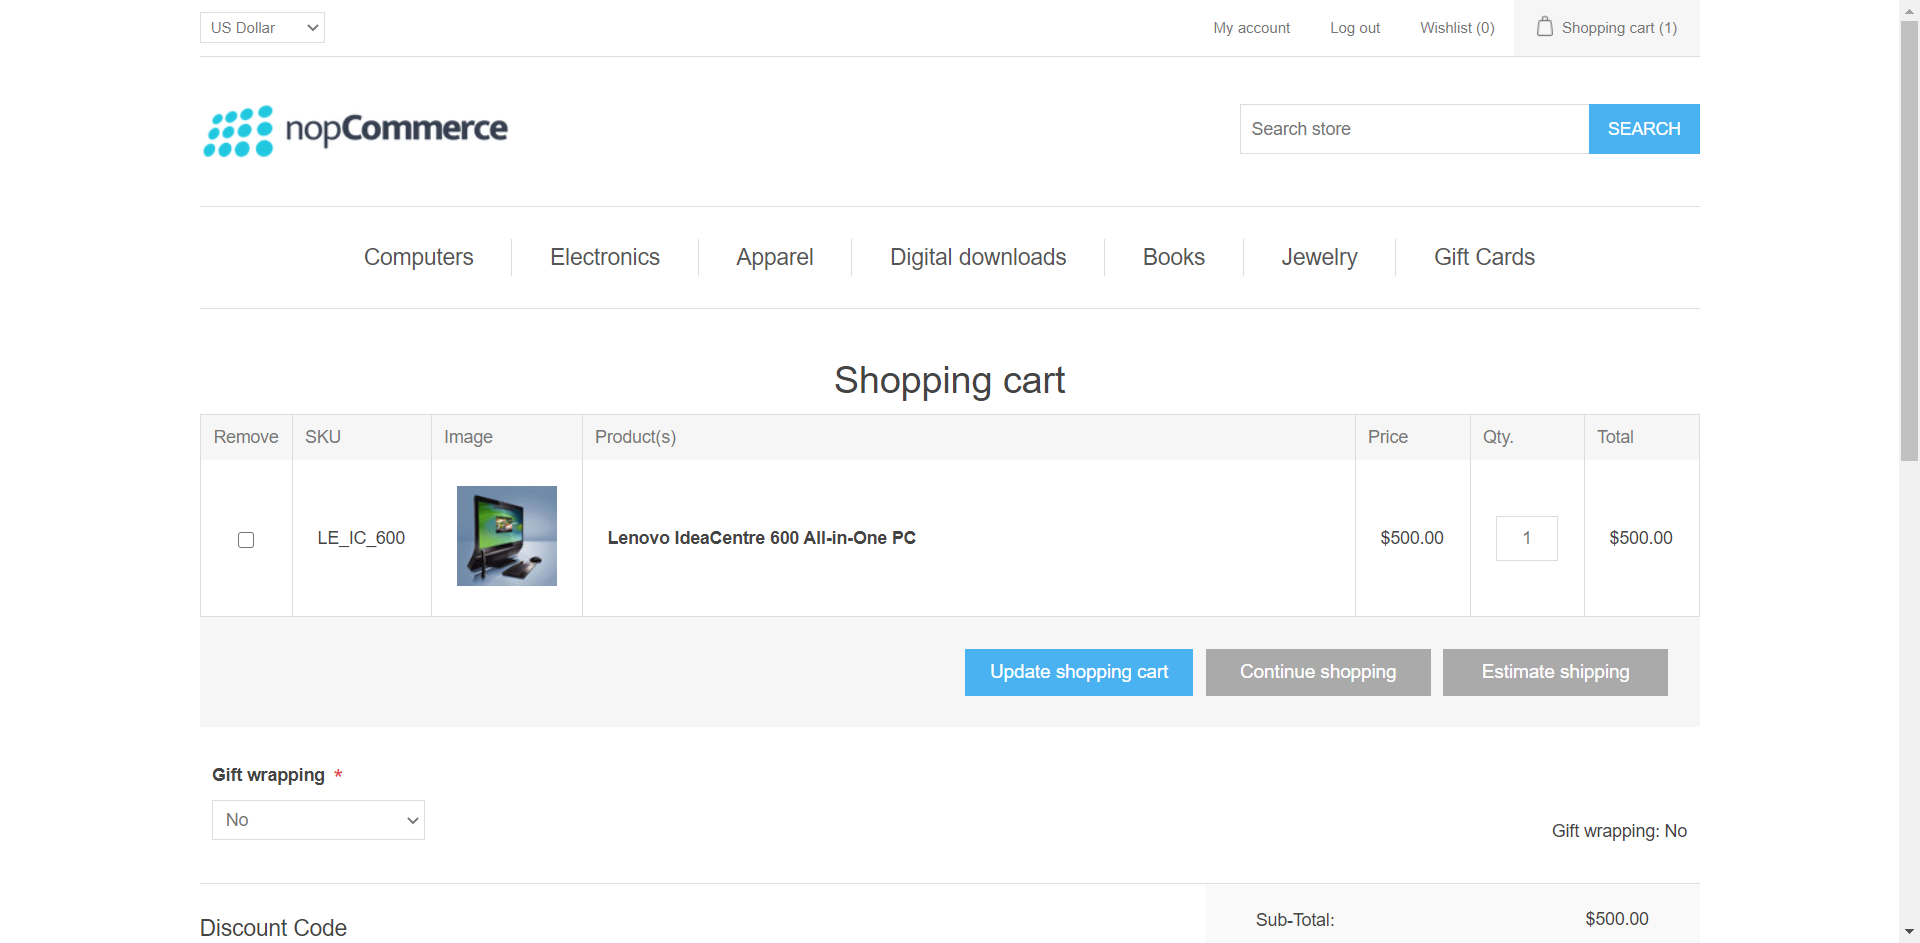 US Dollar
My account
Log out
Wishlist (0)
Shopping cart (1)
nopCommerce
Search store
SEARCH
Computers
Electronics
Apparel
Digital downloads
Books
Jewelry
Gift Cards
Shopping cart
Remove SKU Image Product(s) Price Qty. Total
LE_IC_600 Lenovo IdeaCentre 600 All-in-One PC $500.00 1 $500.00
Update shopping cart
Continue shopping
Estimate shipping
Gift wrapping *
No
Gift wrapping: No
Discount Code
Sub-Total: $500.00